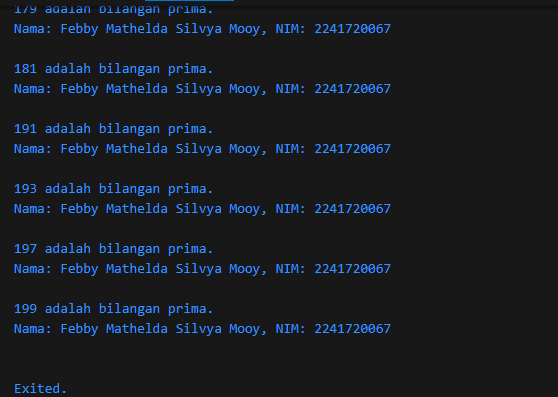 179 adalah bilangan prima.
Nama: Febby Mathelda Silvya Mooy, NIM: 2241720067
181 adalah bilangan prima.
Nama: Febby Mathelda Silvya Mooy, NIM: 2241720067
191 adalah bilangan prima.
Nama: Febby Mathelda Silvya Mooy, NIM: 2241720067
193 adalah bilangan prima.
Nama: Febby Mathelda Silvya Mooy, NIM: 2241720067
197 adalah bilangan prima.
Nama: Febby Mathelda Silvya Mooy, NIM: 2241720067
199 adalah bilangan prima.
Nama: Febby Mathelda Silvya Mooy, NIM: 2241720067
Exited.